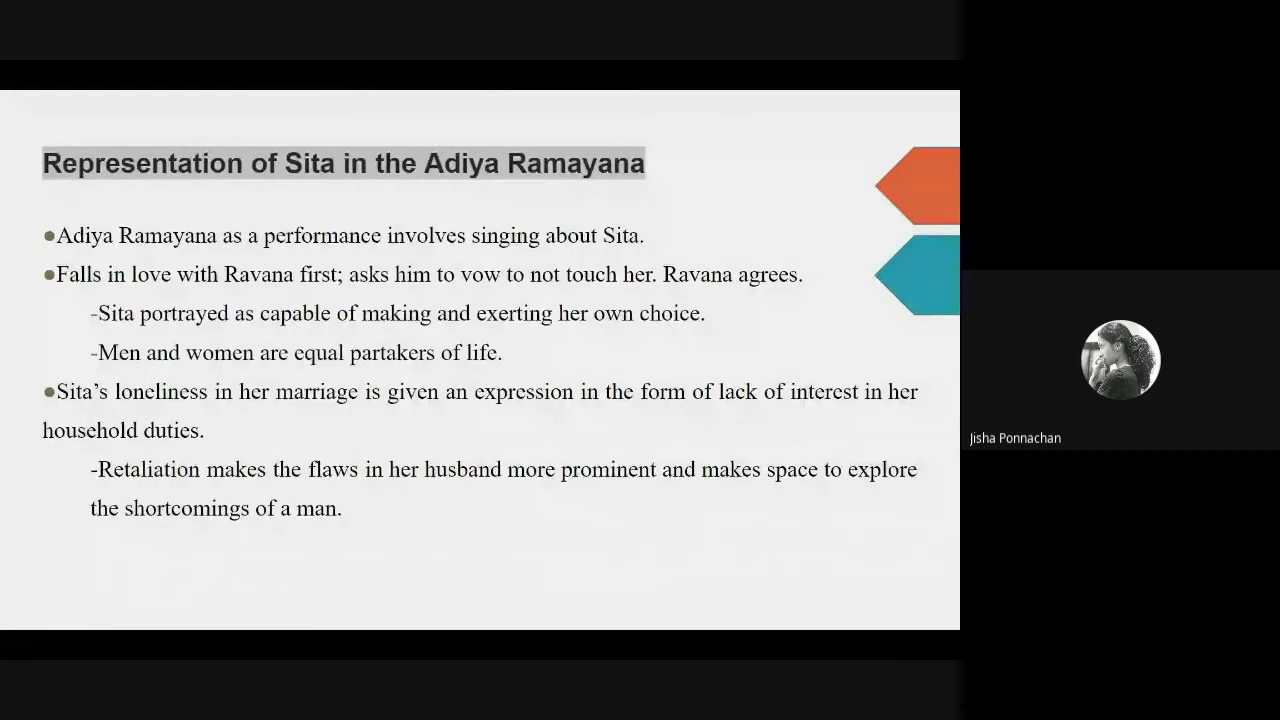 Representation of Sita in the Adiya Ramayana
●Adiya Ramayana as a performance involves singing about Sita.
●Falls in love with Ravana first; asks him to vow to not touch her. Ravana agrees.
-Sita portrayed as capable of making and exerting her own choice.
-Men and women are equal partakers of life.
●Sita’s loneliness in her marriage is given an expression in the form of lack of interest in her
household duties.
-Retaliation makes the flaws in her husband more prominent and makes space to explore
the shortcomings of a man.
Jisha Ponnachan